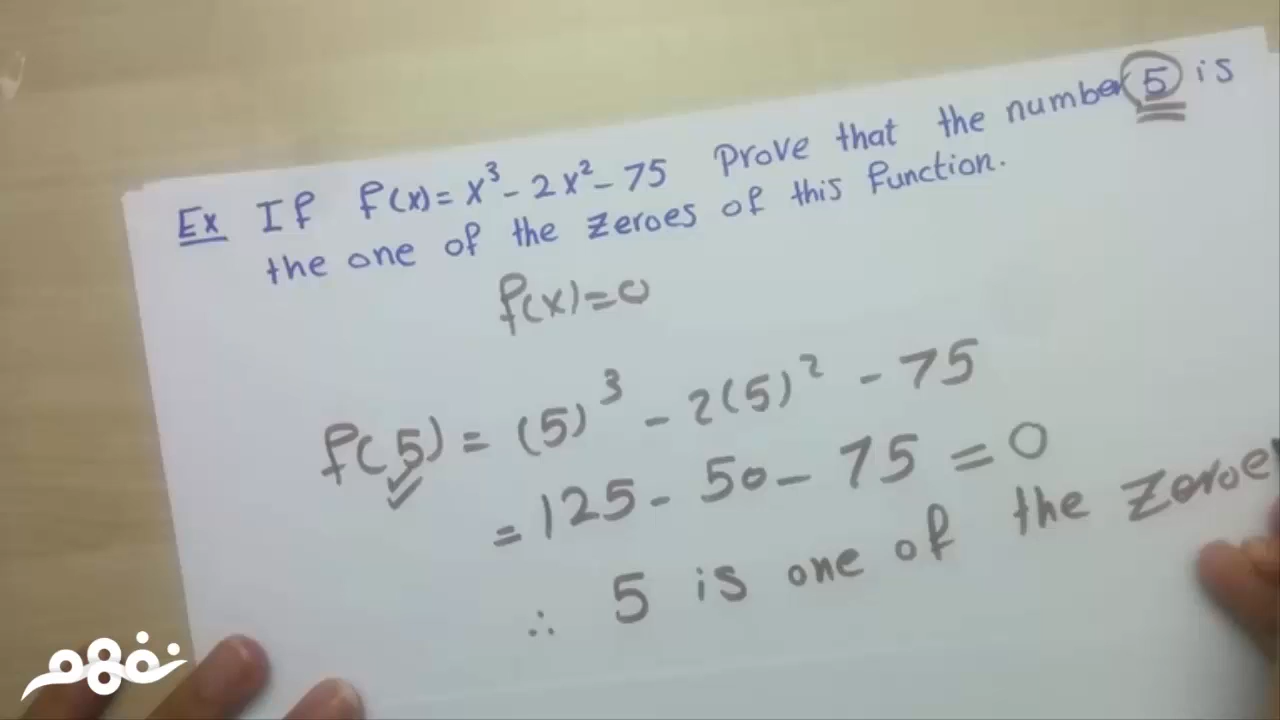 Ex If f(x) = x³ - 2x² - 75 Prove that the number 5 is
the one of the zeroes of this function.
f(x) = 0
f(5) = (5)³ - 2(5)² - 75
= 125 - 50 - 75 = 0
∴ 5 is one of the zeroe
نفهم